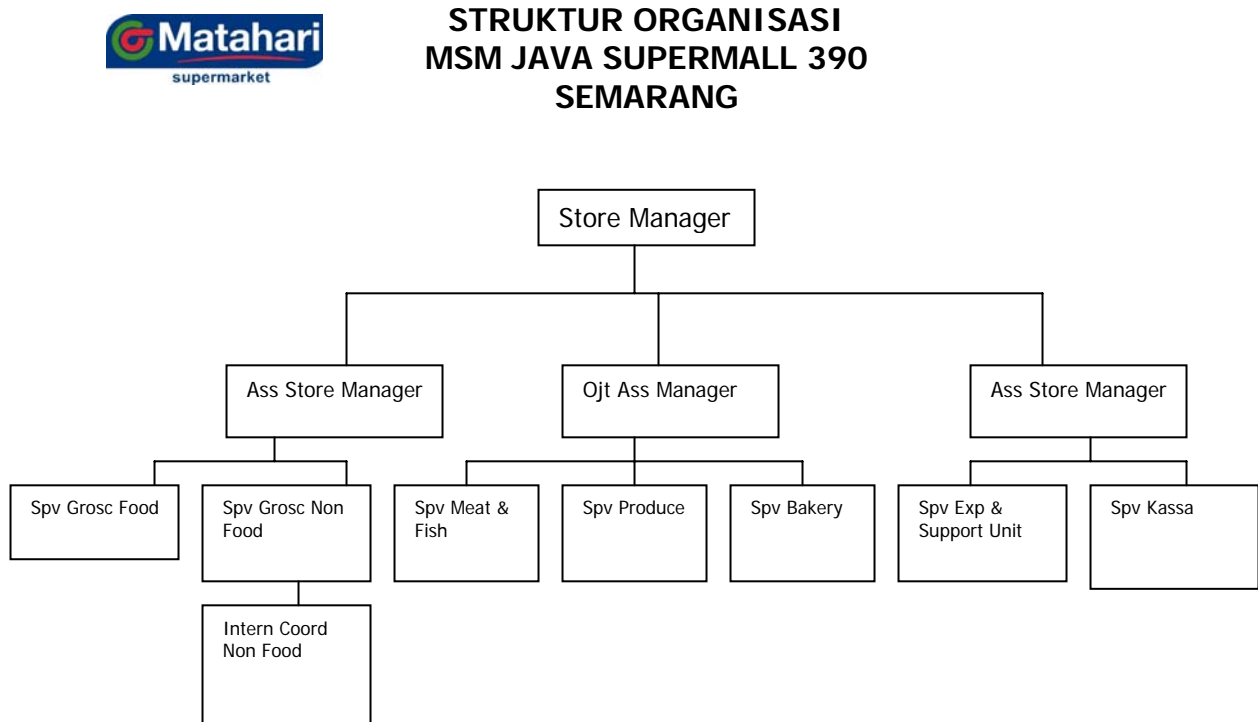 Matahari
supermarket
STRUKTUR ORGANISASI
MSM JAVA SUPERMALL 390
SEMARANG
Store Manager
Ass Store Manager
Ojt Ass Manager
Ass Store Manager
Spv Grosc Food
Spv Grosc Non
Food
Spv Meat &
Fish
Spv Produce
Spv Bakery
Spv Exp &
Support Unit
Spv Kassa
Intern Coord
Non Food